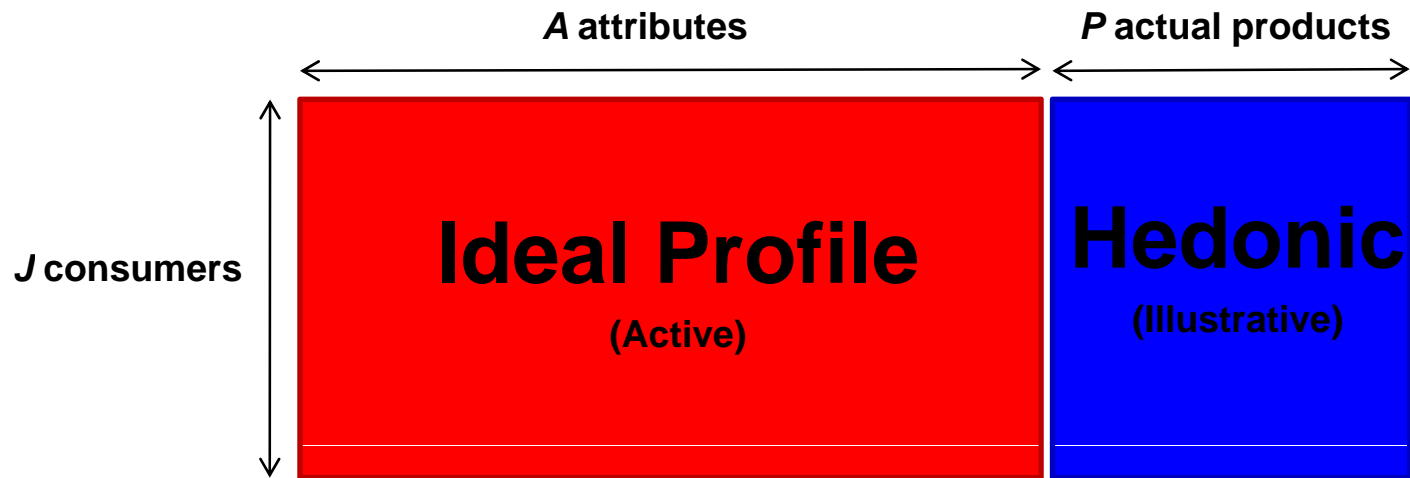 A attributes
P actual products
J consumers
Ideal Profile
(Active)
Hedonic
(Illustrative)